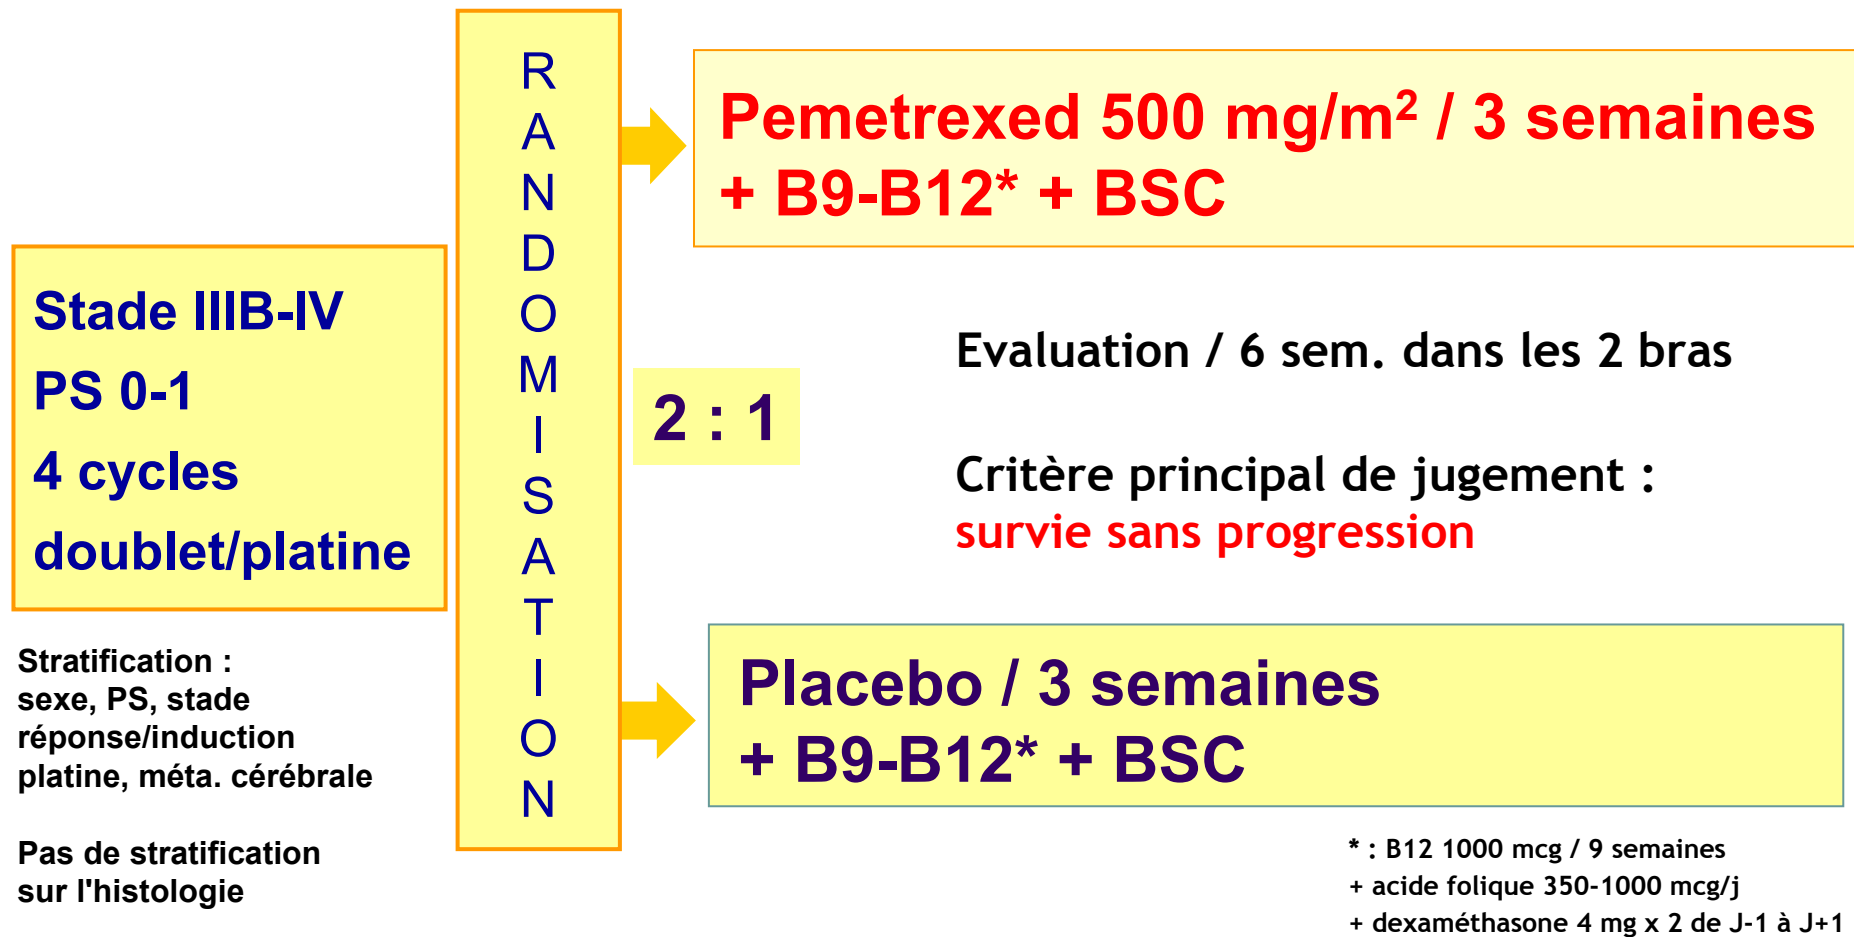 Stade IIIB-IV
PS 0-1
4 cycles
doublet/platine
Stratification :
sexe, PS, stade
réponse/induction
platine, méta. cérébrale
Pas de stratification
sur l'histologie
R
A
N
D
O
M
I
S
A
T
I
O
N
2 : 1
Pemetrexed 500 mg/m² / 3 semaines
+ B9-B12* + BSC
Evaluation / 6 sem. dans les 2 bras
Critère principal de jugement :
survie sans progression
Placebo / 3 semaines
+ B9-B12* + BSC
* : B12 1000 mcg / 9 semaines
+ acide folique 350-1000 mcg/j
+ dexaméthasone 4 mg x 2 de J-1 à J+1